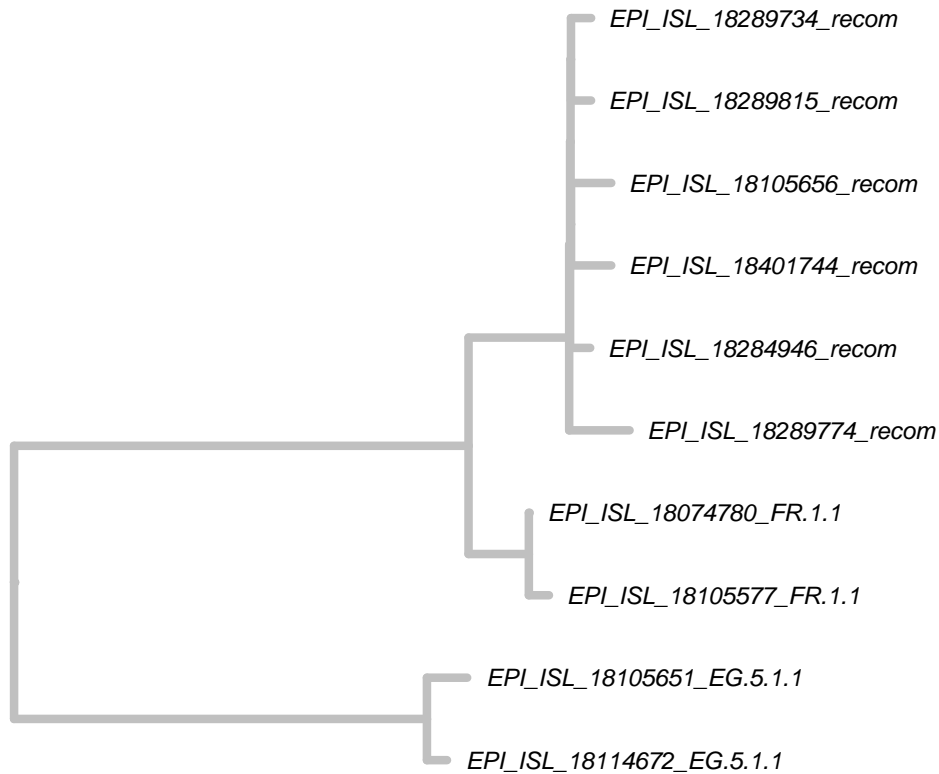 EPI_ISL_18289734_recom
EPI_ISL_18289815_recom
EPI_ISL_18105656_recom
EPI_ISL_18401744_recom
EPI_ISL_18284946_recom
EPI_ISL_18289774_recom
EPI_ISL_18074780_FR.1.1
EPI_ISL_18105577_FR.1.1
EPI_ISL_18105651_EG.5.1.1
EPI_ISL_18114672_EG.5.1.1